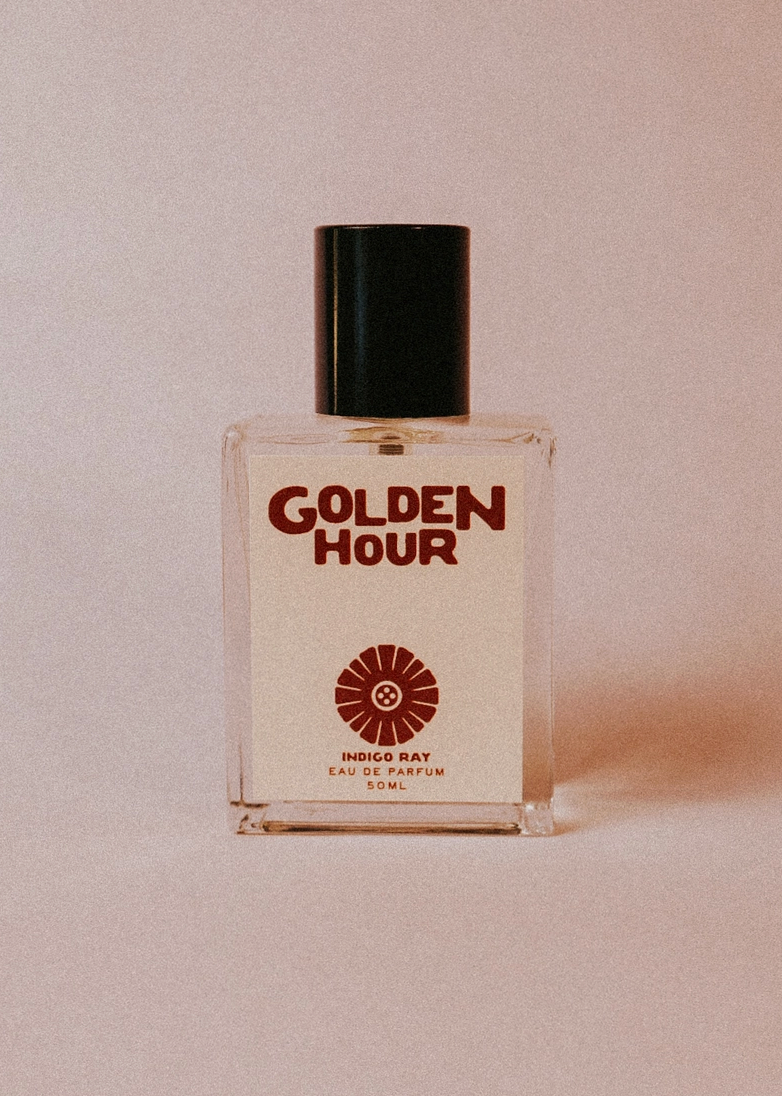 GOLDEN
HOUR
INDIGO RAY
EAU DE PARFUM
50ML